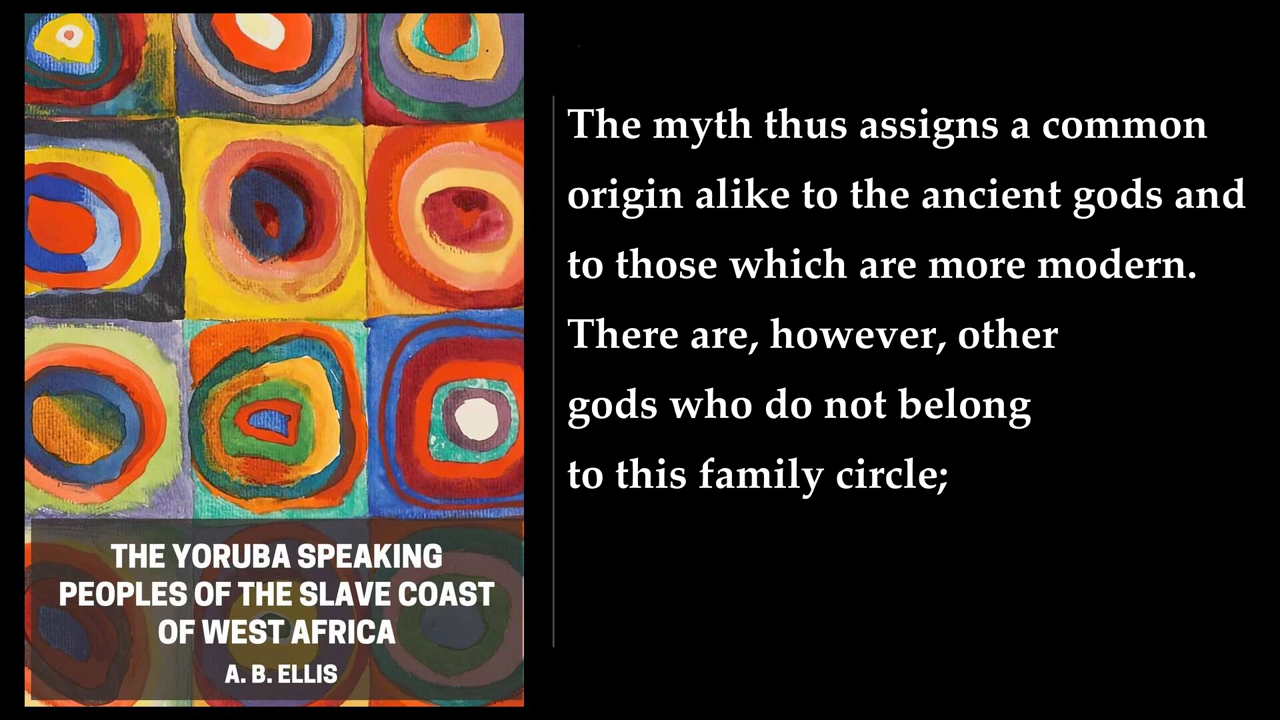 The myth thus assigns a common
origin alike to the ancient gods and
to those which are more modern.
There are, however, other
gods who do not belong
to this family circle;
THE YORUBA SPEAKING
PEOPLES OF THE SLAVE COAST
OF WEST AFRICA
A. B. ELLIS